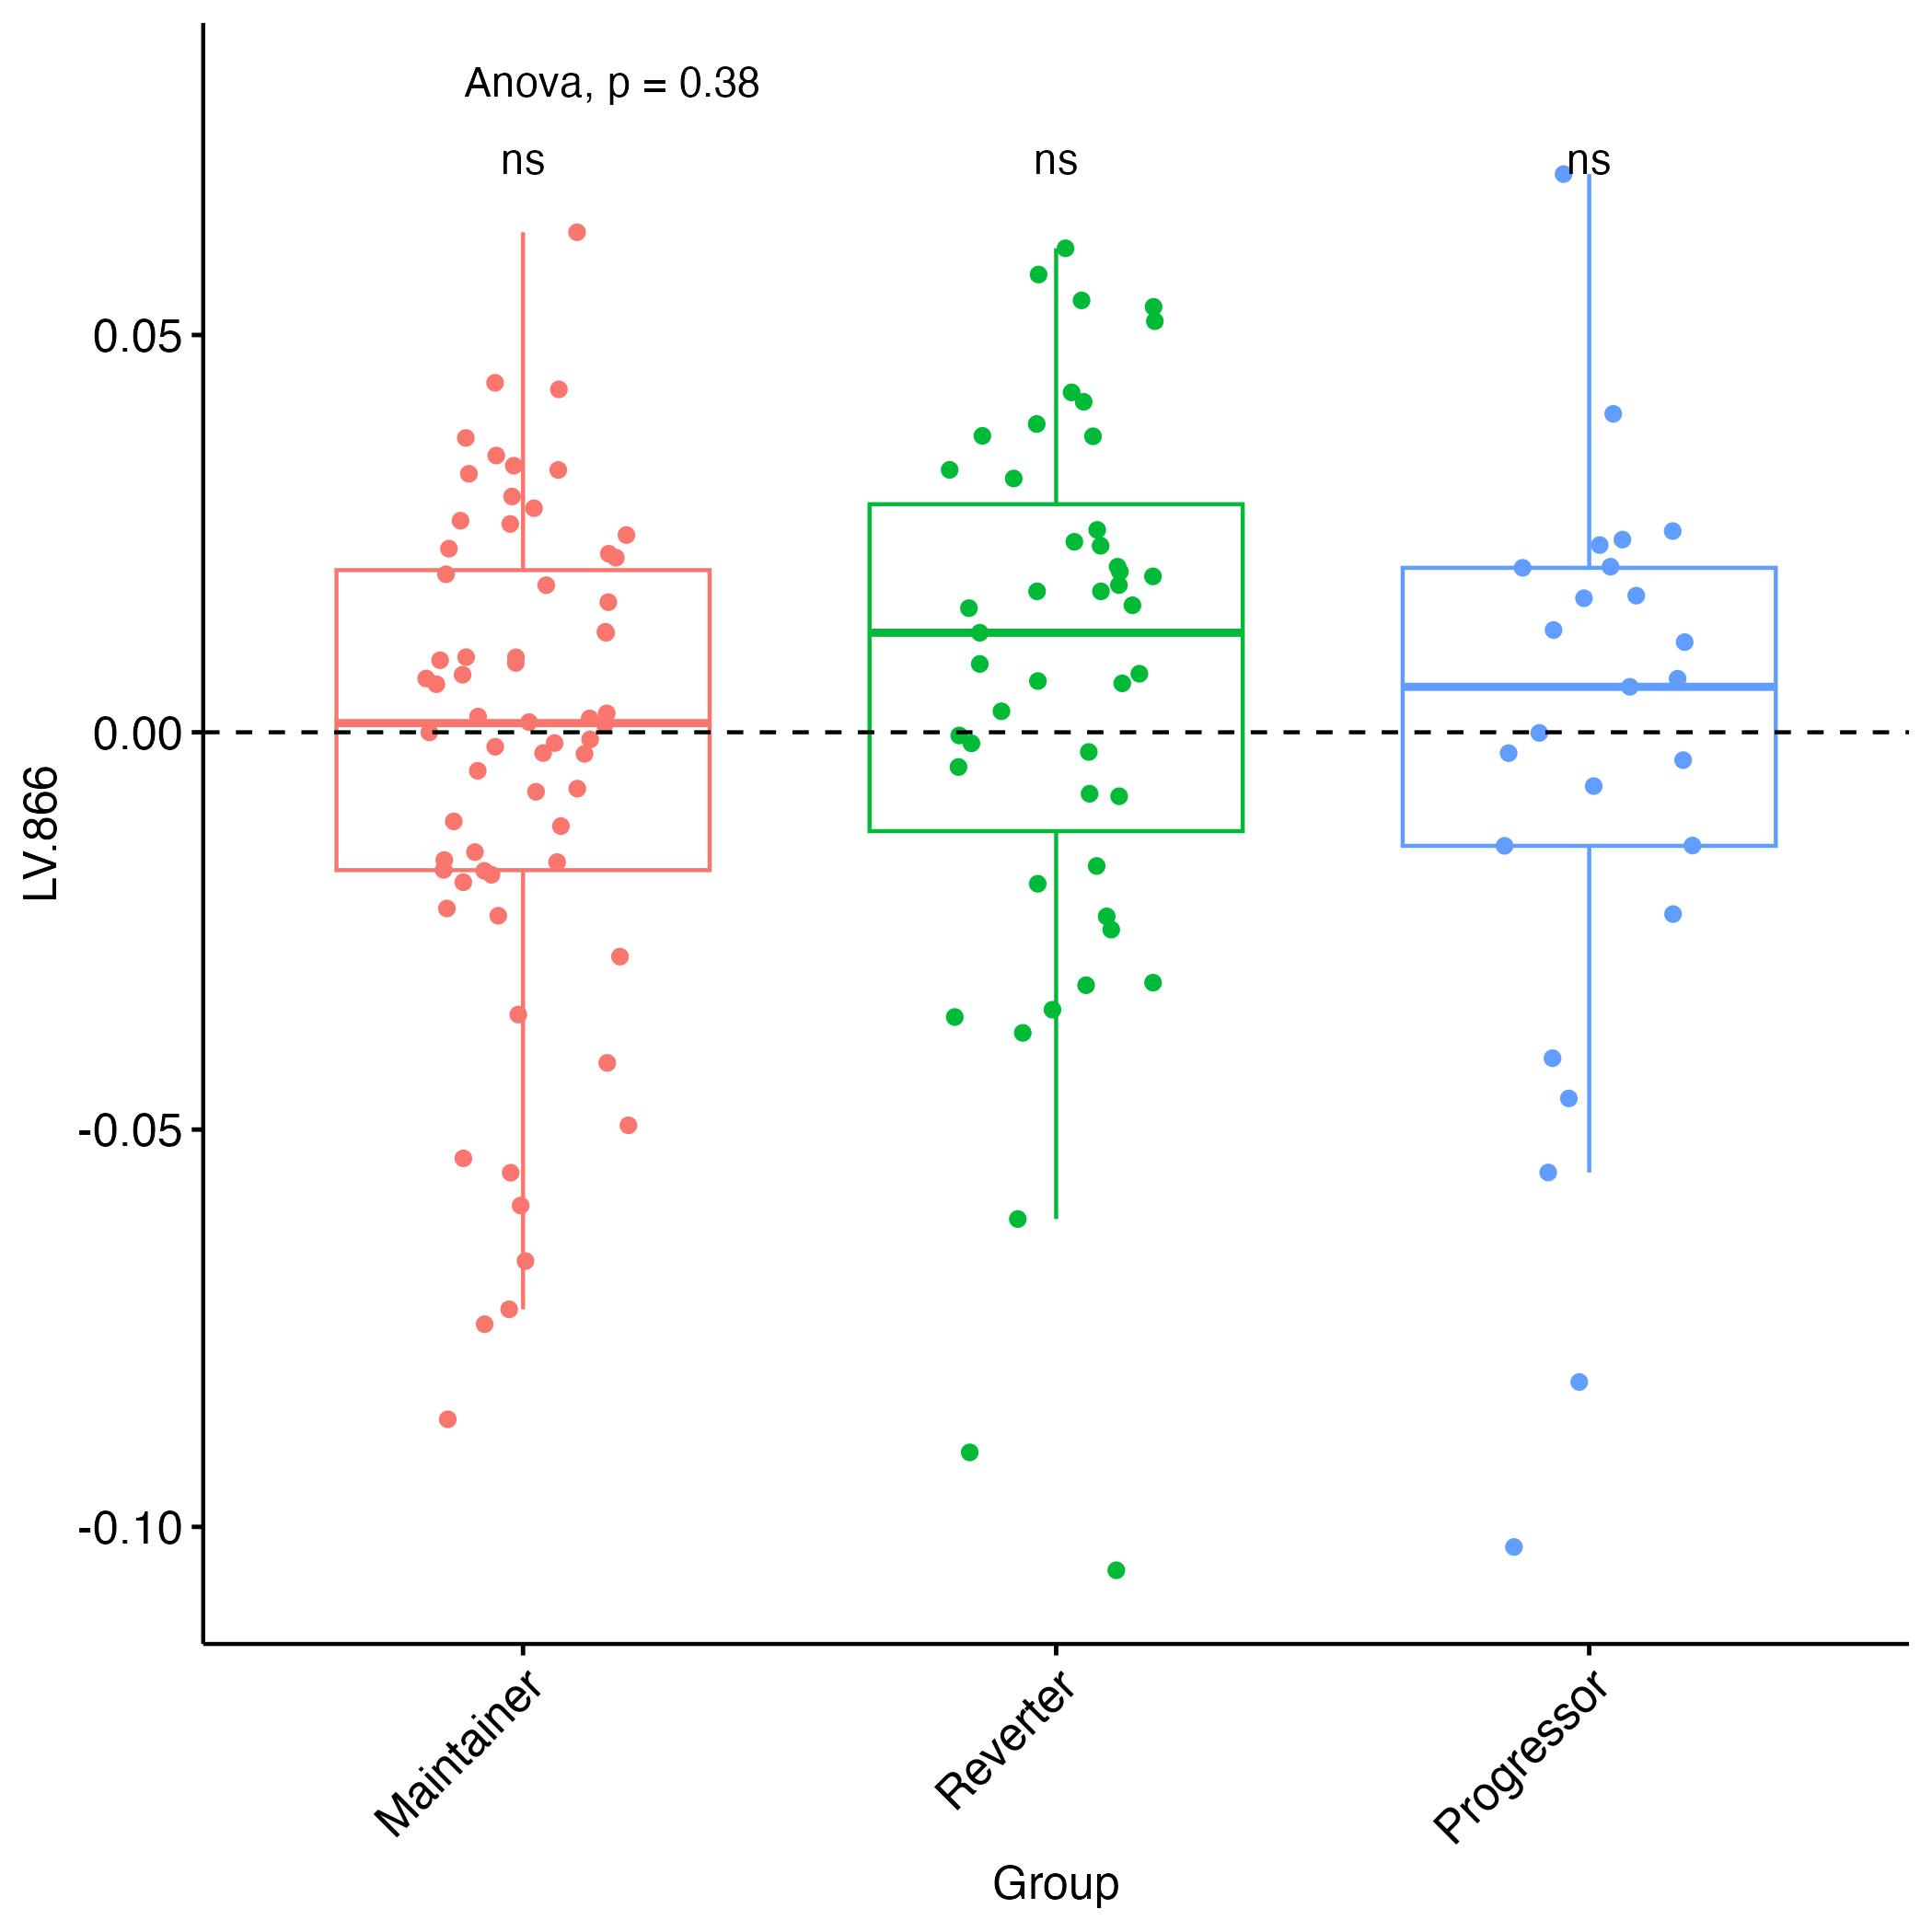 Anova, p = 0.38
ns ns ns
0.05
0.00
-0.05
-0.10
LV.866
Maintainer Reverter Progressor
Group